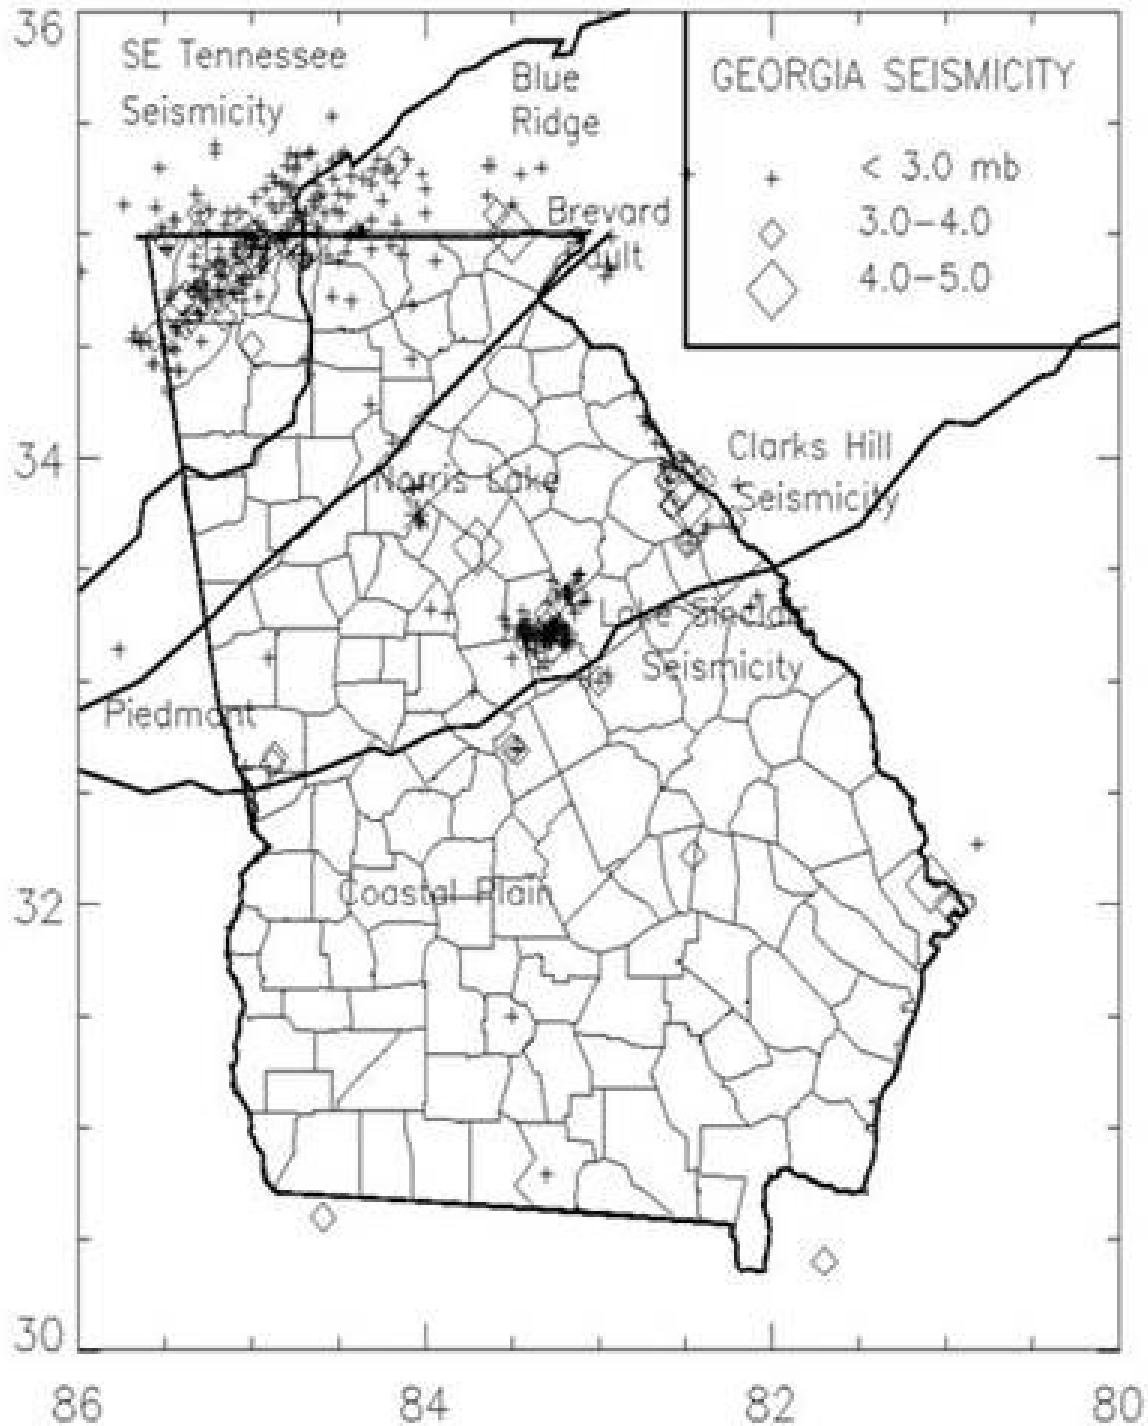 36
SE Tennessee
Seismicity
Blue
Ridge
GEORGIA SEISMICITY
< 3.0 mb
3.0-4.0
4.0-5.0
Brevard
34
Clarks Hill
Seismicity
Norris Lake
Lake Sinclair
Seismicity
Piedmont
32
Coastal Plain
30
86
84
82
80